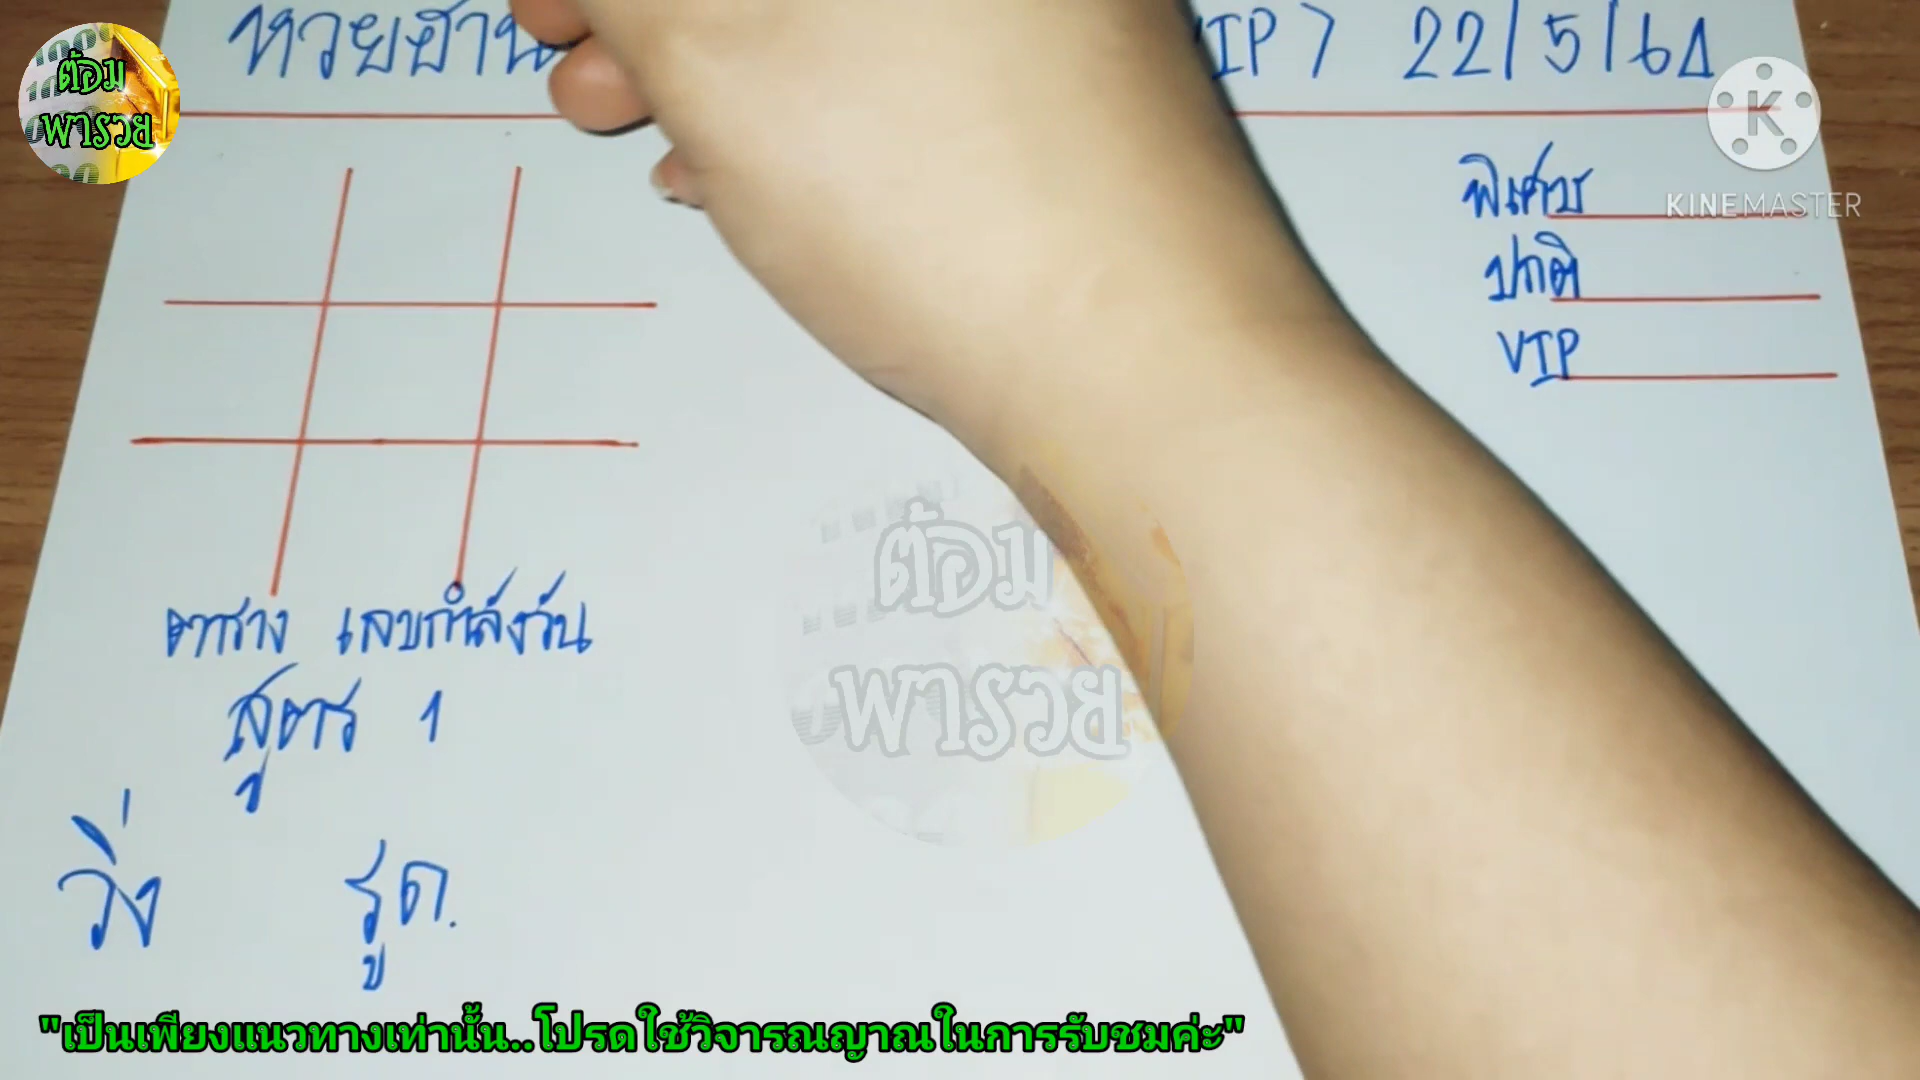 ต้อม
พารวย
หวยฮาน VIP > 22/5/64
KINEMASTER
พิเศษ
ปกติ
VIP
ตาราง เลขกำลังวัน
สูตร 1
วิ่ง รูด.
ต้อม
พารวย
"เป็นเพียงแนวทางเท่านั้น..โปรดใช้วิจารณญาณในการรับชมค่ะ"